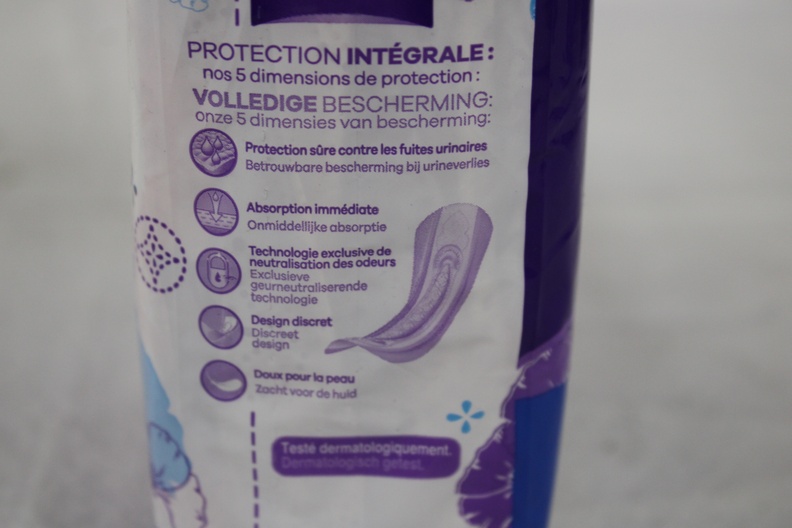 PROTECTION INTÉGRALE :
nos 5 dimensions de protection :
VOLLEDIGE BESCHERMING:
onze 5 dimensies van bescherming:
Protection sûre contre les fuites urinaires
Betrouwbare bescherming bij urineverlies
Absorption immédiate
Onmiddellijke absorptie
Technologie exclusive de
neutralisation des odeurs
Exclusieve
geurneutraliserende
technologie
Design discret
Discreet
design
Doux pour la peau
Zacht voor de huid
Testé dermatologiquement.
Dermatologisch getest.